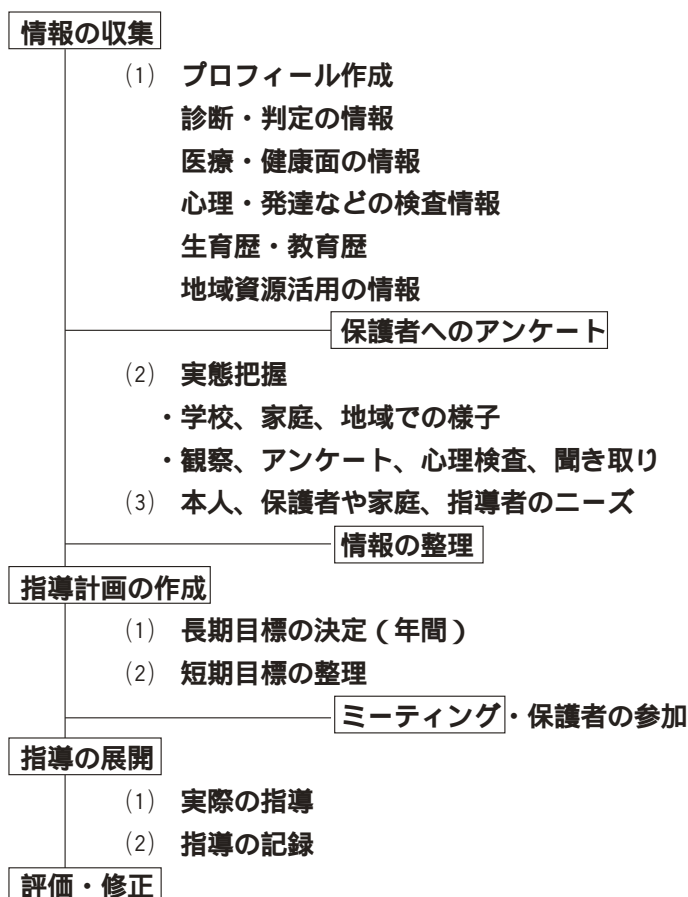 情報の収集
(1) プロフィール作成
診断・判定の情報
医療・健康面の情報
心理・発達などの検査情報
生育歴・教育歴
地域資源活用の情報
保護者へのアンケート
(2) 実態把握
・学校、家庭、地域での様子
・観察、アンケート、心理検査、聞き取り
(3) 本人、保護者や家庭、指導者のニーズ
情報の整理
指導計画の作成
(1) 長期目標の決定（年間）
(2) 短期目標の整理
ミーティング・保護者の参加
指導の展開
(1) 実際の指導
(2) 指導の記録
評価・修正